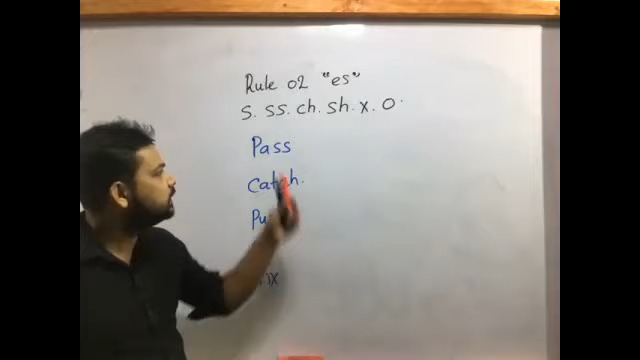 Rule 02 "es"
s. ss. ch. sh. x. o.
Pass
Catch.